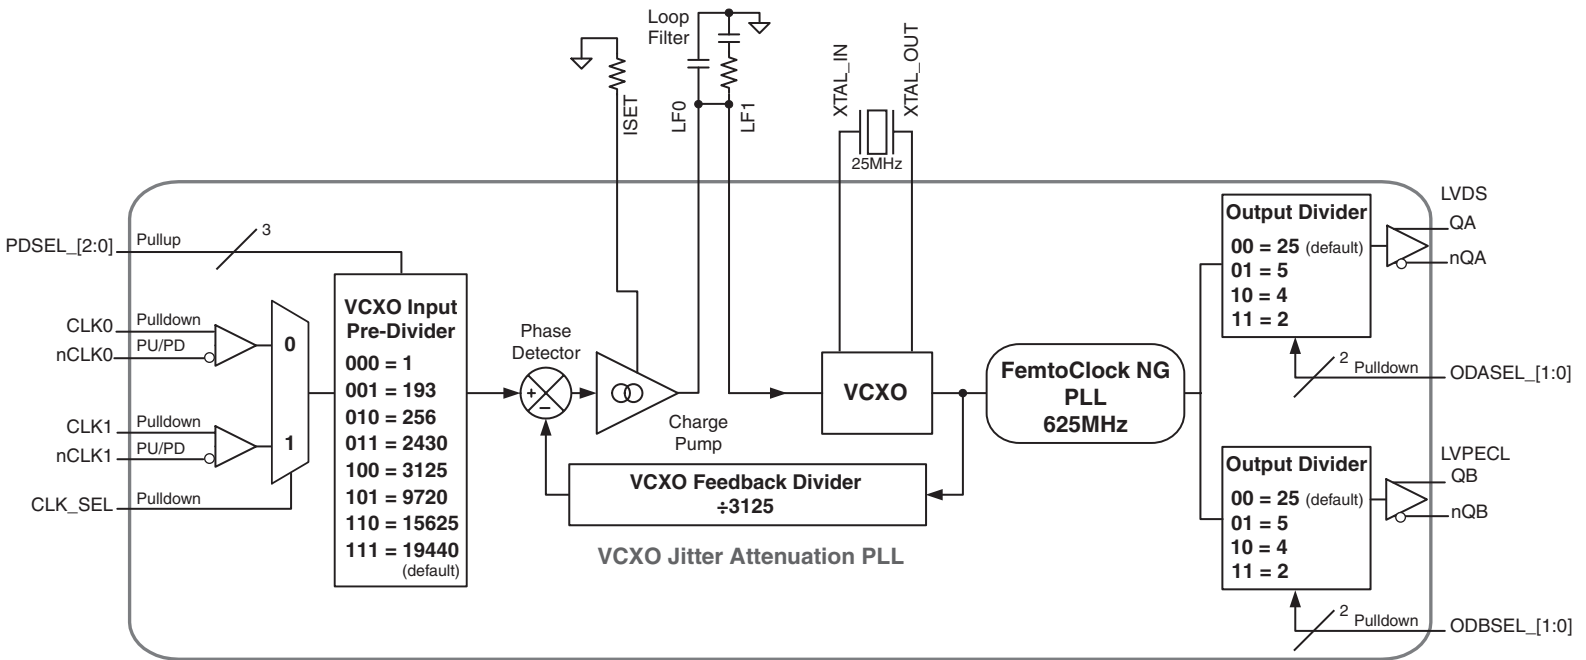 Loop
Filter
ISET
LF0
LF1
XTAL_IN
XTAL_OUT
25MHz
PDSEL_[2:0]
Pullup
3
CLK0
Pulldown
nCLK0
PU/PD
0
CLK1
Pulldown
nCLK1
PU/PD
1
CLK_SEL
Pulldown
VCXO Input
Pre-Divider
000 = 1
001 = 193
010 = 256
011 = 2430
100 = 3125
101 = 9720
110 = 15625
111 = 19440
(default)
Phase
Detector
+
−
Charge
Pump
VCXO
VCXO Feedback Divider
÷3125
VCXO Jitter Attenuation PLL
FemtoClock NG
PLL
625MHz
Output Divider
00 = 25 (default)
01 = 5
10 = 4
11 = 2
LVDS
QA
nQA
2
Pulldown
ODASEL_[1:0]
Output Divider
00 = 25 (default)
01 = 5
10 = 4
11 = 2
LVPECL
QB
nQB
2
Pulldown
ODBSEL_[1:0]